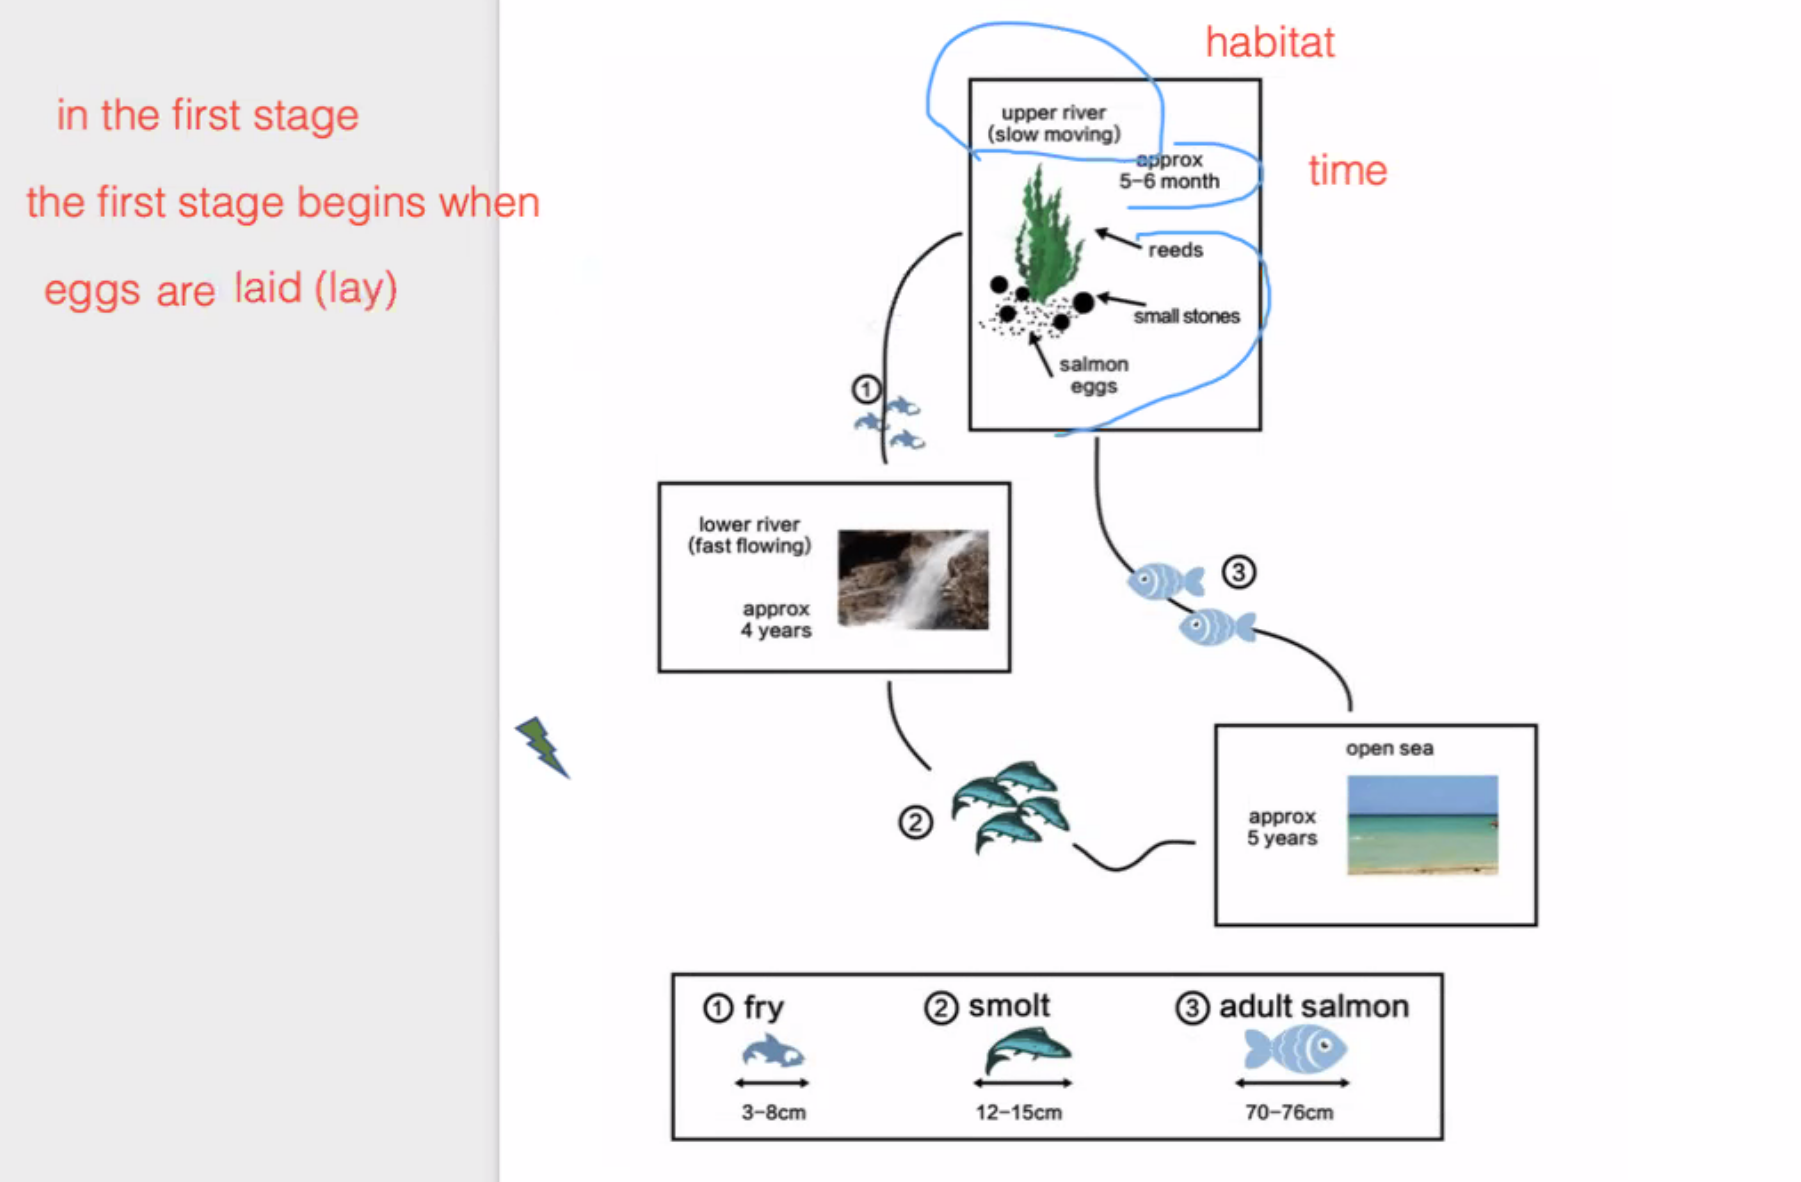 in the first stage
the first stage begins when
eggs are laid (lay)
habitat
time
upper river
(slow moving)
approx
5-6 month
reeds
small stones
salmon
eggs
①
lower river
(fast flowing)
approx
4 years
③
②
open sea
approx
5 years
① fry
3-8cm
② smolt
12-15cm
③ adult salmon
70-76cm